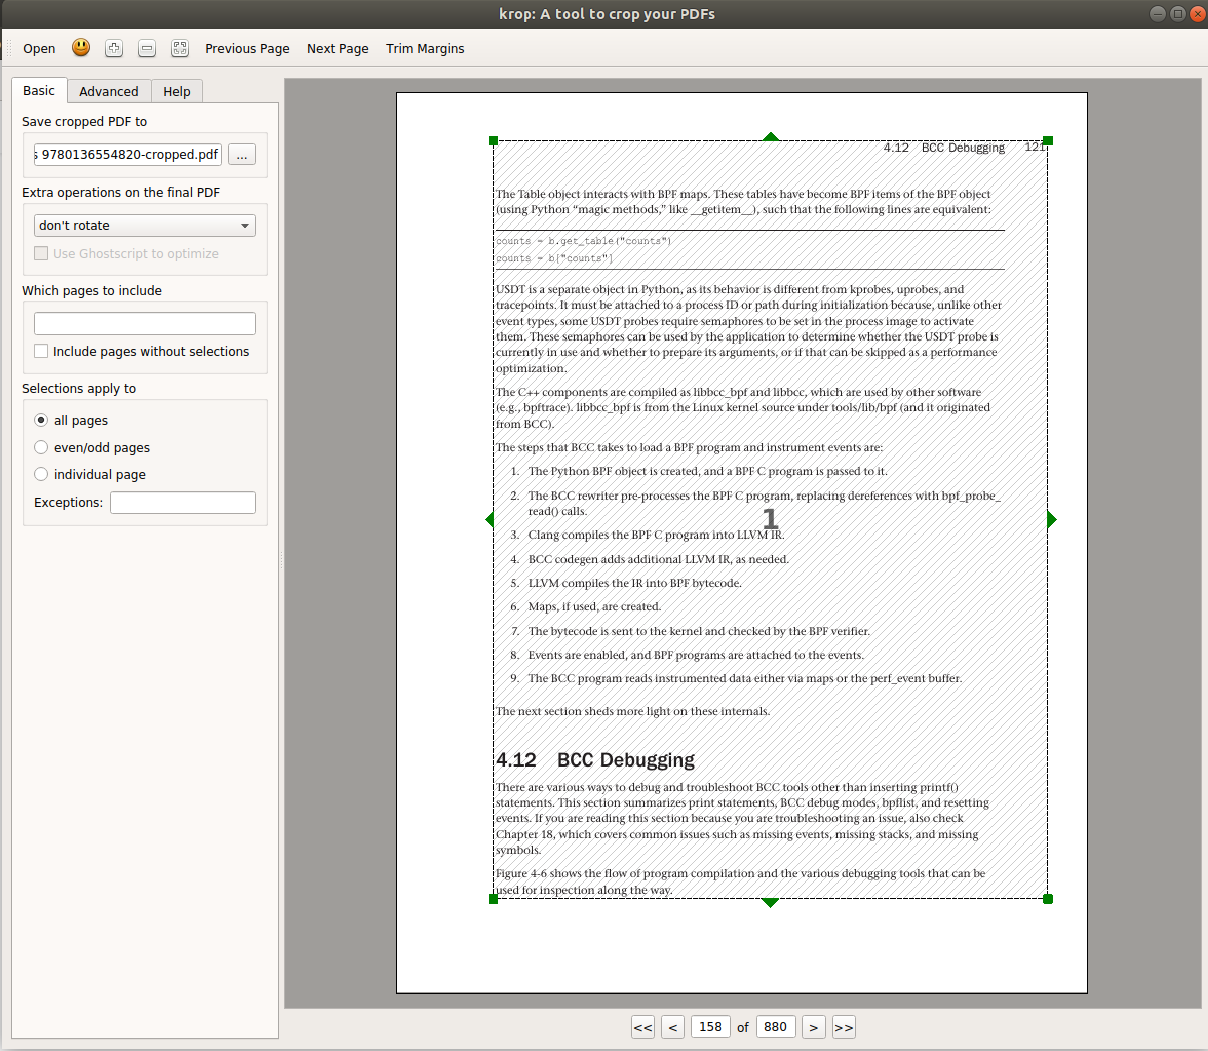 krop: A tool to crop your PDFs
Open Previous Page Next Page Trim Margins
Basic Advanced Help
Save cropped PDF to
s 9780136554820-cropped.pdf ...
Extra operations on the final PDF
don't rotate
Use Ghostscript to optimize
Which pages to include
Include pages without selections
Selections apply to
all pages
even/odd pages
individual page
Exceptions:
4.12 BCC Debugging 121
The Table object interacts with BPF maps. These tables have become BPF items of the BPF object
(using Python “magic methods,” like __getitem__), such that the following lines are equivalent:
counts = b.get_table("counts")
counts = b["counts"]
USDT is a separate object in Python, as its behavior is different from kprobes, uprobes, and
tracepoints. It must be attached to a process ID or path during initialization because, unlike other
event types, some USDT probes require semaphores to be set in the process image to activate
them. These semaphores can be used by the application to determine whether the USDT probe is
currently in use and whether to prepare its arguments, or if that can be skipped as a performance
optimization.
The C++ components are compiled as libbcc_bpf and libbcc, which are used by other software
(e.g., bpftrace). libbcc_bpf is from the Linux kernel source under tools/lib/bpf (and it originated
from BCC).
The steps that BCC takes to load a BPF program and instrument events are:
1. The Python BPF object is created, and a BPF C program is passed to it.
2. The BCC rewriter pre-processes the BPF C program, replacing dereferences with bpf_probe_
read() calls.
1
3. Clang compiles the BPF C program into LLVM IR.
4. BCC codegen adds additional LLVM IR, as needed.
5. LLVM compiles the IR into BPF bytecode.
6. Maps, if used, are created.
7. The bytecode is sent to the kernel and checked by the BPF verifier.
8. Events are enabled, and BPF programs are attached to the events.
9. The BCC program reads instrumented data either via maps or the perf_event buffer.
The next section sheds more light on these internals.
4.12 BCC Debugging
There are various ways to debug and troubleshoot BCC tools other than inserting printf()
statements. This section summarizes print statements, BCC debug modes, bpflist, and resetting
events. If you are reading this section because you are troubleshooting an issue, also check
Chapter 18, which covers common issues such as missing events, missing stacks, and missing
symbols.
Figure 4-6 shows the flow of program compilation and the various debugging tools that can be
used for inspection along the way.
<< < 158 of 880 > >>